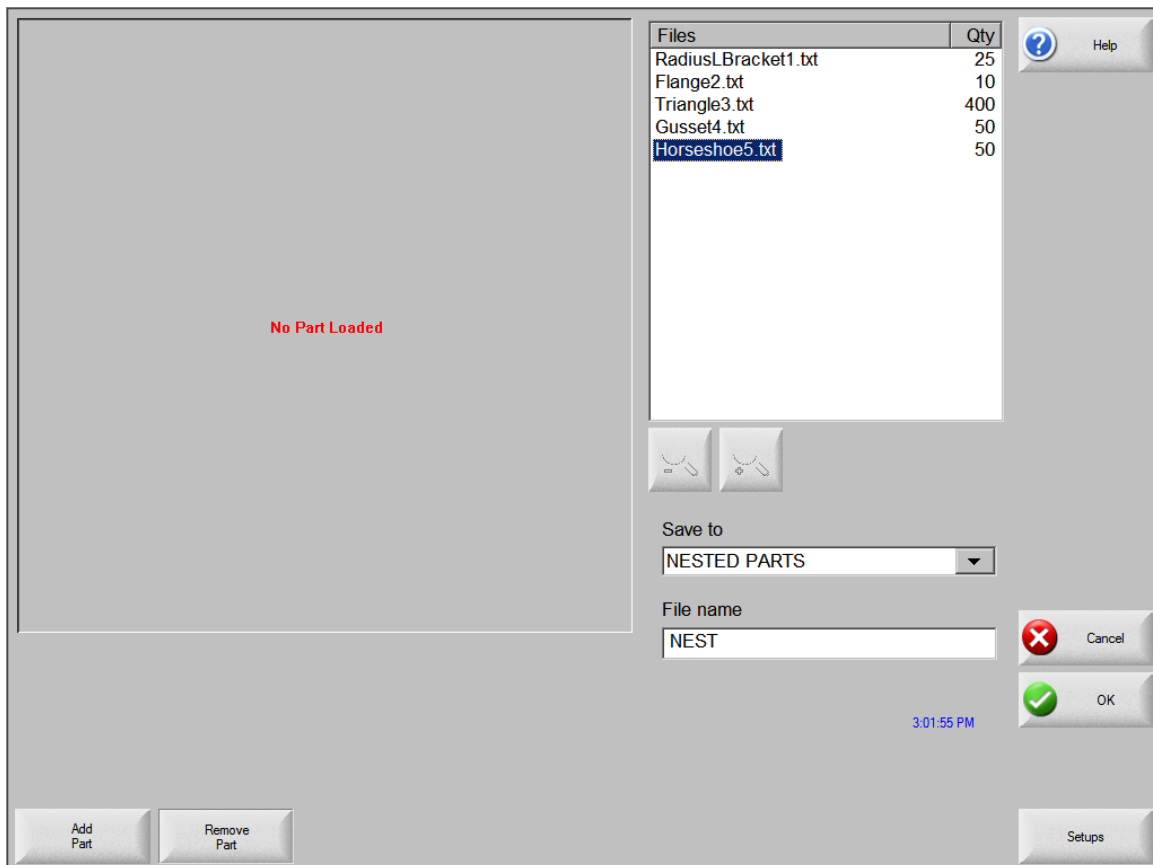 Files Qty
RadiusLBracket1.txt 25
Flange2.txt 10
Triangle3.txt 400
Gusset4.txt 50
Horseshoe5.txt 50
Help
No Part Loaded
Save to
NESTED PARTS
File name
NEST
Cancel
OK
3:01:55 PM
Add
Part
Remove
Part
Setups